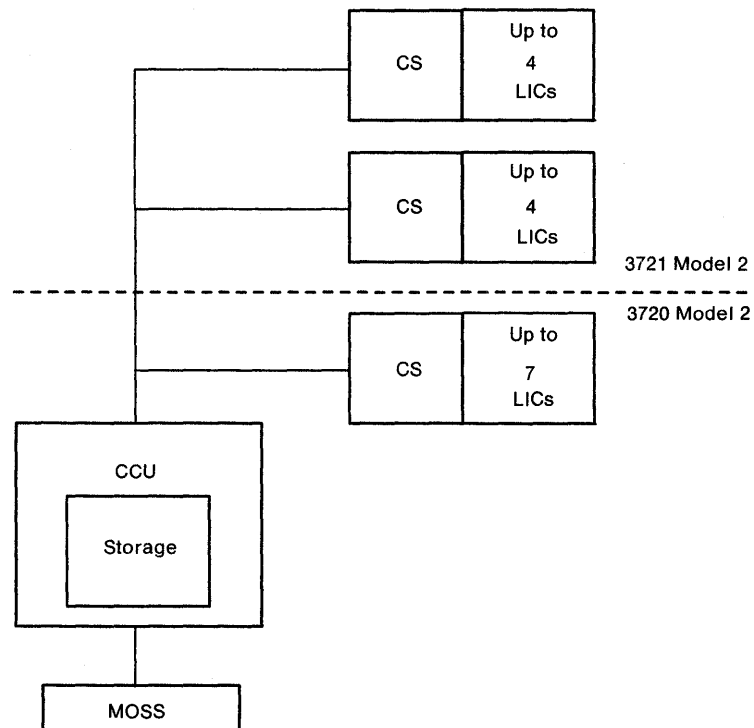 CS
Up to
4
LICs
CS
Up to
4
LICs
3721 Model 2
3720 Model 2
CS
Up to
7
LICs
CCU
Storage
MOSS